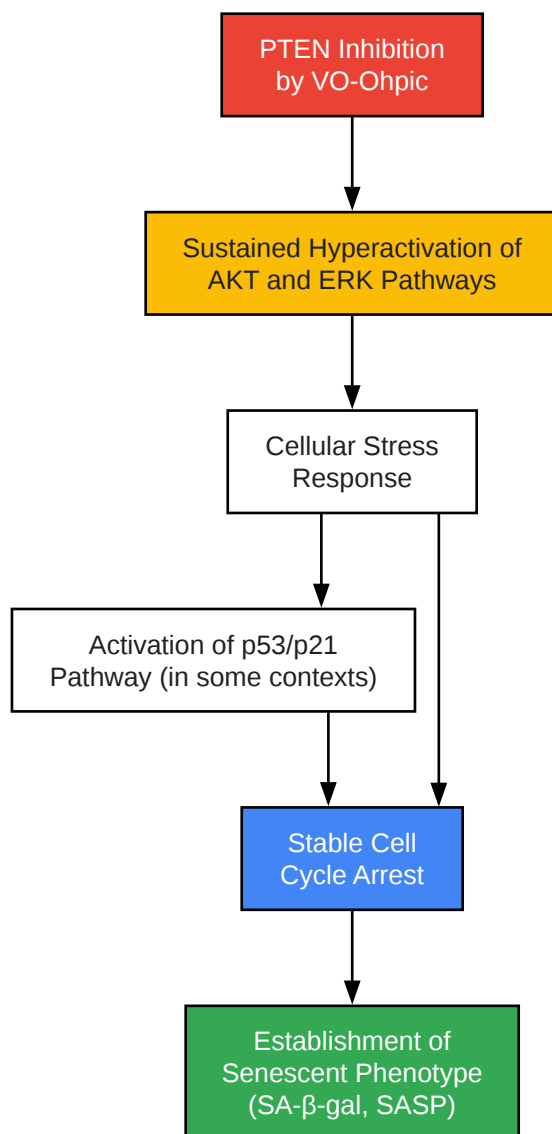 PTEN Inhibition
by VO-Ohpic
Sustained Hyperactivation of
AKT and ERK Pathways
Cellular Stress
Response
Activation of p53/p21
Pathway (in some contexts)
Stable Cell
Cycle Arrest
Establishment of
Senescent Phenotype
(SA-β-gal, SASP)